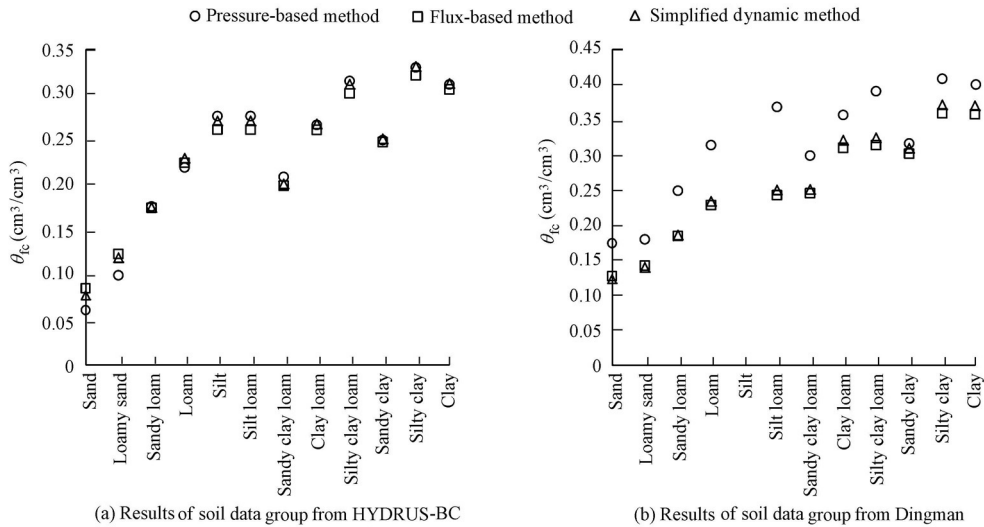 Pressure-based method Flux-based method Simplified dynamic method
0.35
0.30
0.25
0.20
0.15
0.10
0.05
0
θfc (cm³/cm³)
Sand
Loamy sand
Sandy loam
Loam
Silt
Silt loam
Sandy clay loam
Clay loam
Silty clay loam
Sandy clay
Silty clay
Clay
(a) Results of soil data group from HYDRUS-BC
0.45
0.40
0.35
0.30
0.25
0.20
0.15
0.10
0.05
0
θfc (cm³/cm³)
Sand
Loamy sand
Sandy loam
Loam
Silt
Silt loam
Sandy clay loam
Clay loam
Silty clay loam
Sandy clay
Silty clay
Clay
(b) Results of soil data group from Dingman